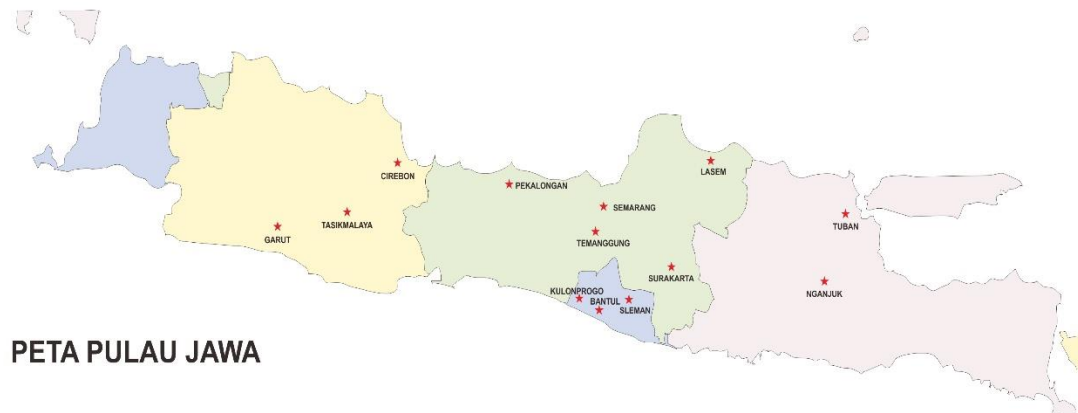 LASEM
CIREBON
PEKALONGAN
SEMARANG
TASIKMALAYA
TUBAN
GARUT
TEMANGGUNG
SURAKARTA
KULONPROGO
NGANJUK
BANTUL
SLEMAN
PETA PULAU JAWA